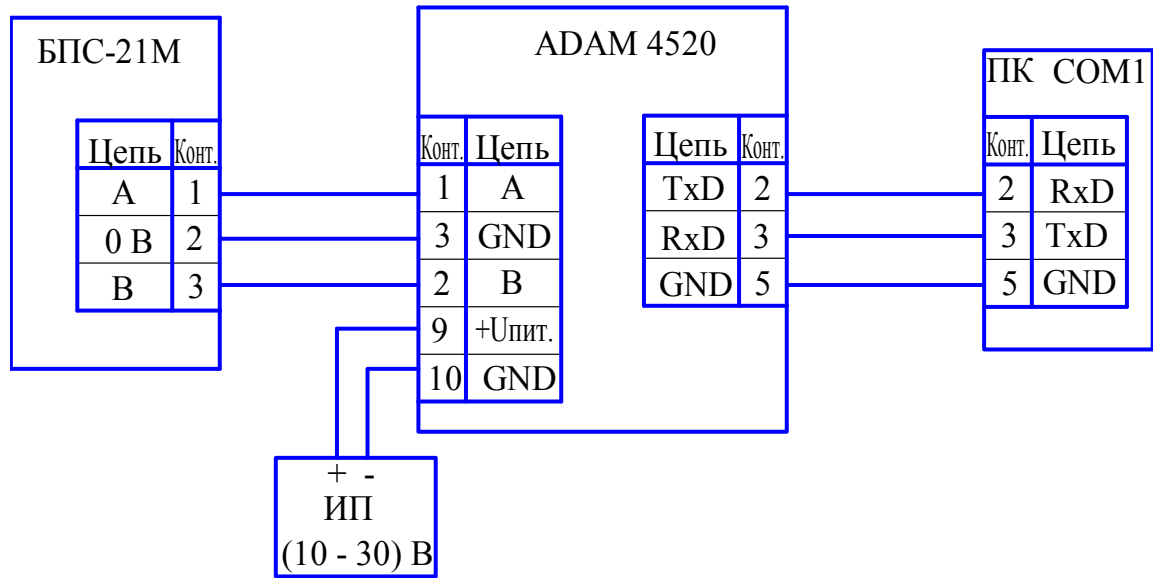 БПС-21М
Цепь Конт.
А 1
0 В 2
В 3
ADAM 4520
Конт. Цепь
1 А
3 GND
2 В
9 +Uпит.
10 GND
Цепь Конт.
TxD 2
RxD 3
GND 5
ПК COM1
Конт. Цепь
2 RxD
3 TxD
5 GND
+ -
ИП
(10 - 30) В